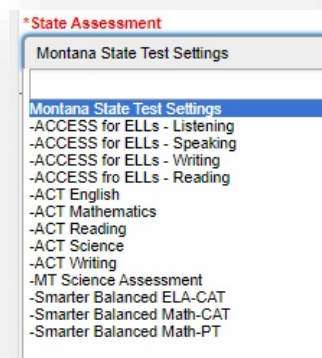 *State Assessment
Montana State Test Settings
Montana State Test Settings
-ACCESS for ELLs - Listening
-ACCESS for ELLs - Speaking
-ACCESS for ELLs - Writing
-ACCESS fro ELLs - Reading
-ACT English
-ACT Mathematics
-ACT Reading
-ACT Science
-ACT Writing
-MT Science Assessment
-Smarter Balanced ELA-CAT
-Smarter Balanced Math-CAT
-Smarter Balanced Math-PT